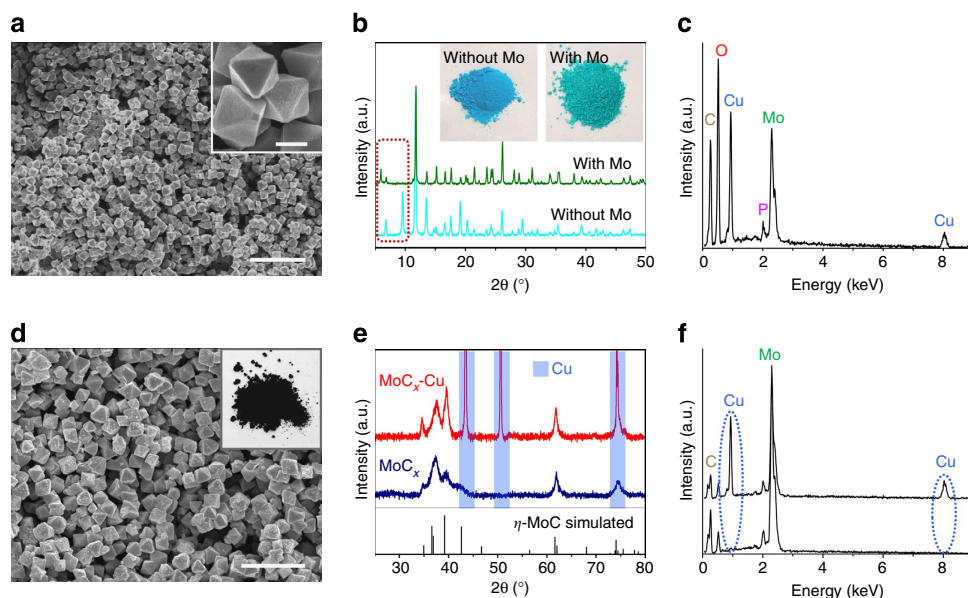 a
b
Intensity (a.u.)
Without Mo
With Mo
With Mo
Without Mo
10
20
30
40
50
2θ (°)
c
Intensity (a.u.)
O
Cu
C
Mo
P
Cu
0
2
4
6
8
Energy (keV)
d
e
Intensity (a.u.)
Cu
MoCx-Cu
MoCx
η-MoC simulated
30
40
50
60
70
80
2θ (°)
f
Intensity (a.u.)
Mo
Cu
C
Cu
0
2
4
6
8
Energy (keV)